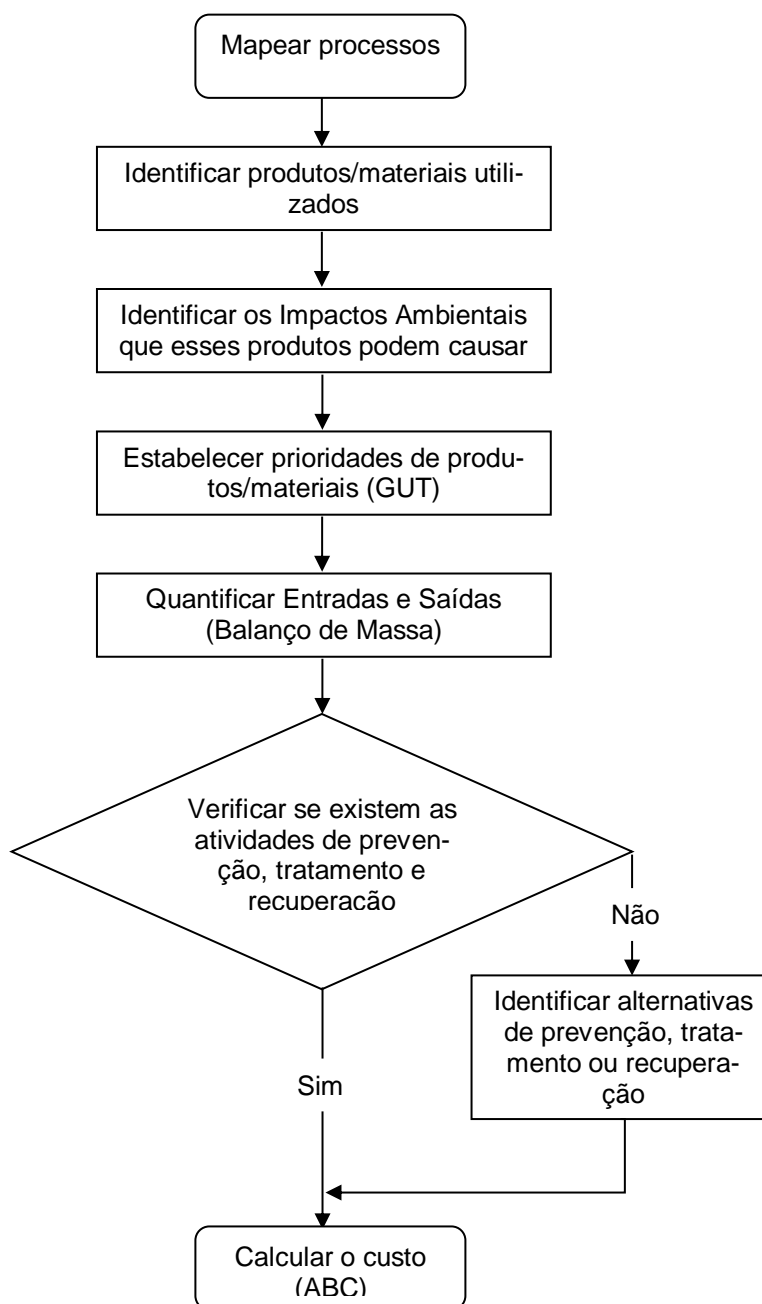 Mapear processos
Identificar produtos/materiais utili-
zados
Identificar os Impactos Ambientais
que esses produtos podem causar
Estabelecer prioridades de produ-
tos/materiais (GUT)
Quantificar Entradas e Saídas
(Balanço de Massa)
Verificar se existem as
atividades de preven-
ção, tratamento e
recuperação
Não
Identificar alternativas
de prevenção, trata-
mento ou recupera-
ção
Sim
Calcular o custo
(ABC)